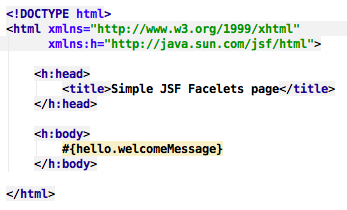 <!DOCTYPE html>
<html xmlns="http://www.w3.org/1999/xhtml"
      xmlns:h="http://java.sun.com/jsf/html">
    <h:head>
        <title>Simple JSF Facelets page</title>
    </h:head>
    <h:body>
        #{hello.welcomeMessage}
    </h:body>
</html>